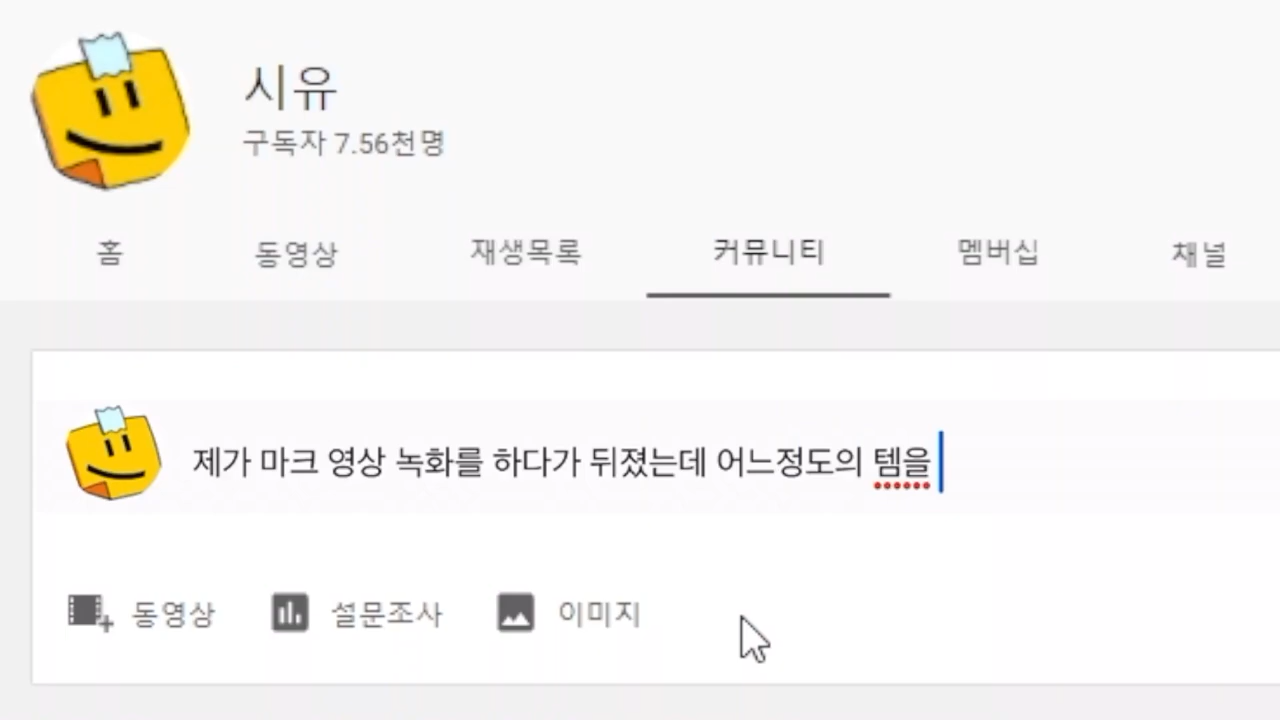 시유
구독자 7.56천명
홈 동영상 재생목록 커뮤니티 멤버십 채널
제가 마크 영상 녹화를 하다가 뒤졌는데 어느정도의 템을
동영상 설문조사 이미지